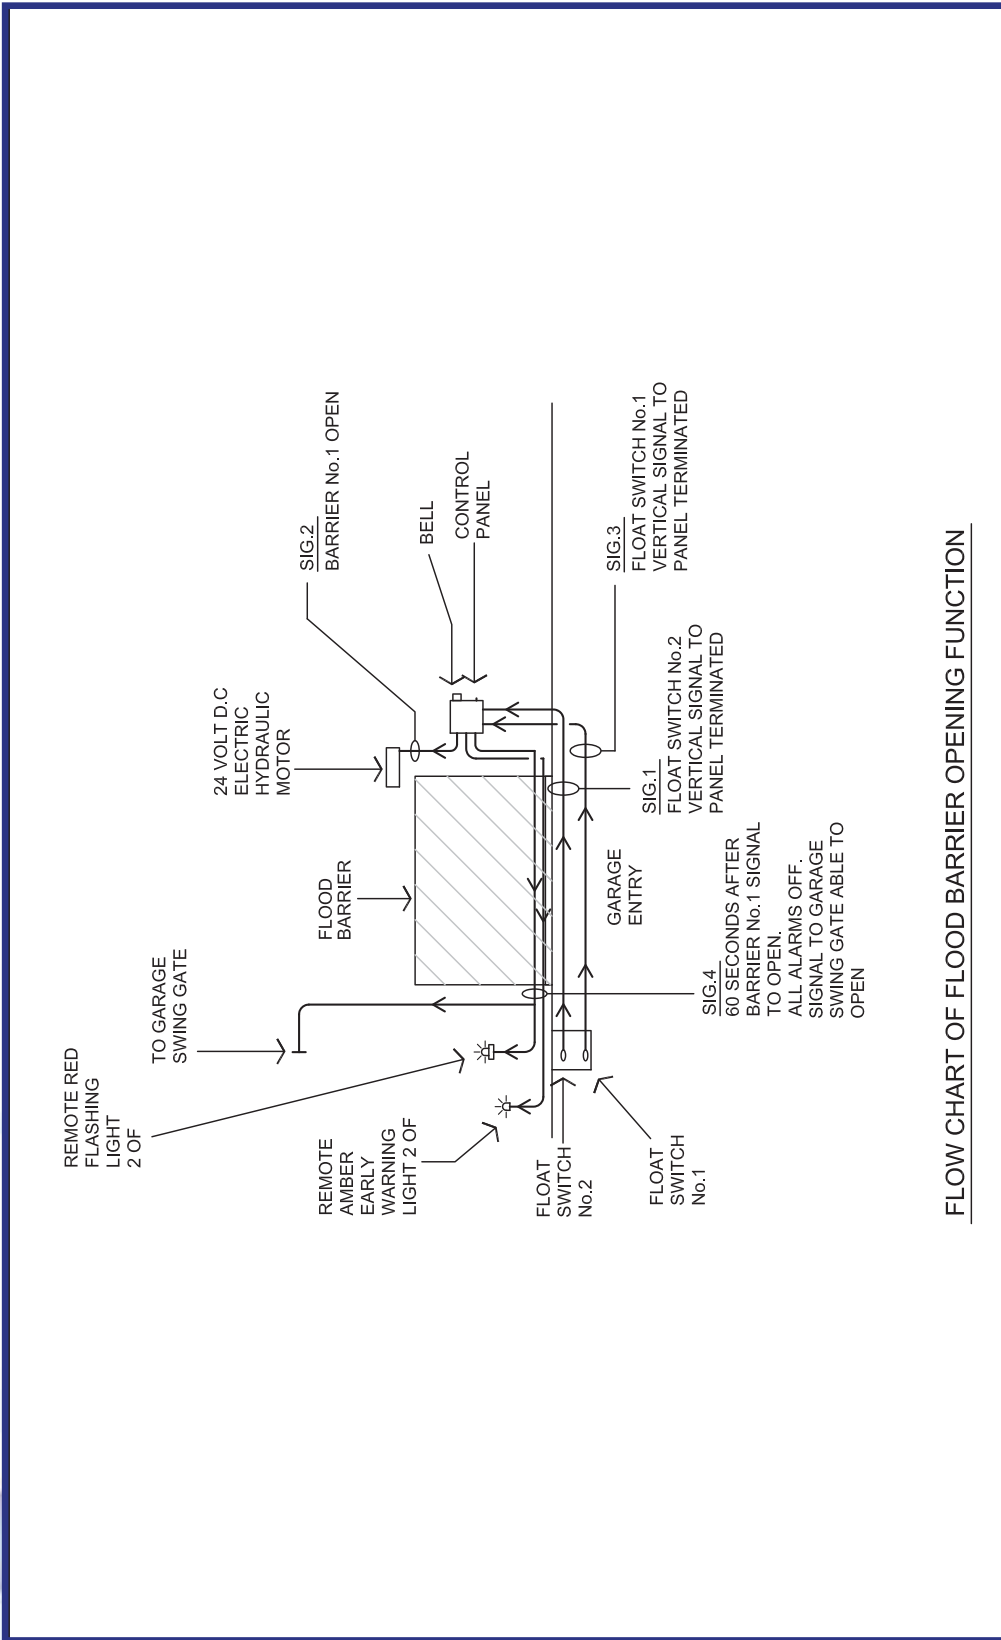 REMOTE RED
FLASHING
LIGHT
2 OF
TO GARAGE
SWING GATE
24 VOLT D.C
ELECTRIC
HYDRAULIC
MOTOR
SIG.2
BARRIER No.1 OPEN
FLOOD
BARRIER
BELL
CONTROL
PANEL
REMOTE
AMBER
EARLY
WARNING
LIGHT 2 OF
FLOAT
SWITCH
No.2
FLOAT
SWITCH
No.1
GARAGE
ENTRY
SIG.4
60 SECONDS AFTER
BARRIER No.1 SIGNAL
TO OPEN.
ALL ALARMS OFF.
SIGNAL TO GARAGE
SWING GATE ABLE TO
OPEN
SIG.1
FLOAT SWITCH No.2
VERTICAL SIGNAL TO
PANEL TERMINATED
SIG.3
FLOAT SWITCH No.1
VERTICAL SIGNAL TO
PANEL TERMINATED
FLOW CHART OF FLOOD BARRIER OPENING FUNCTION